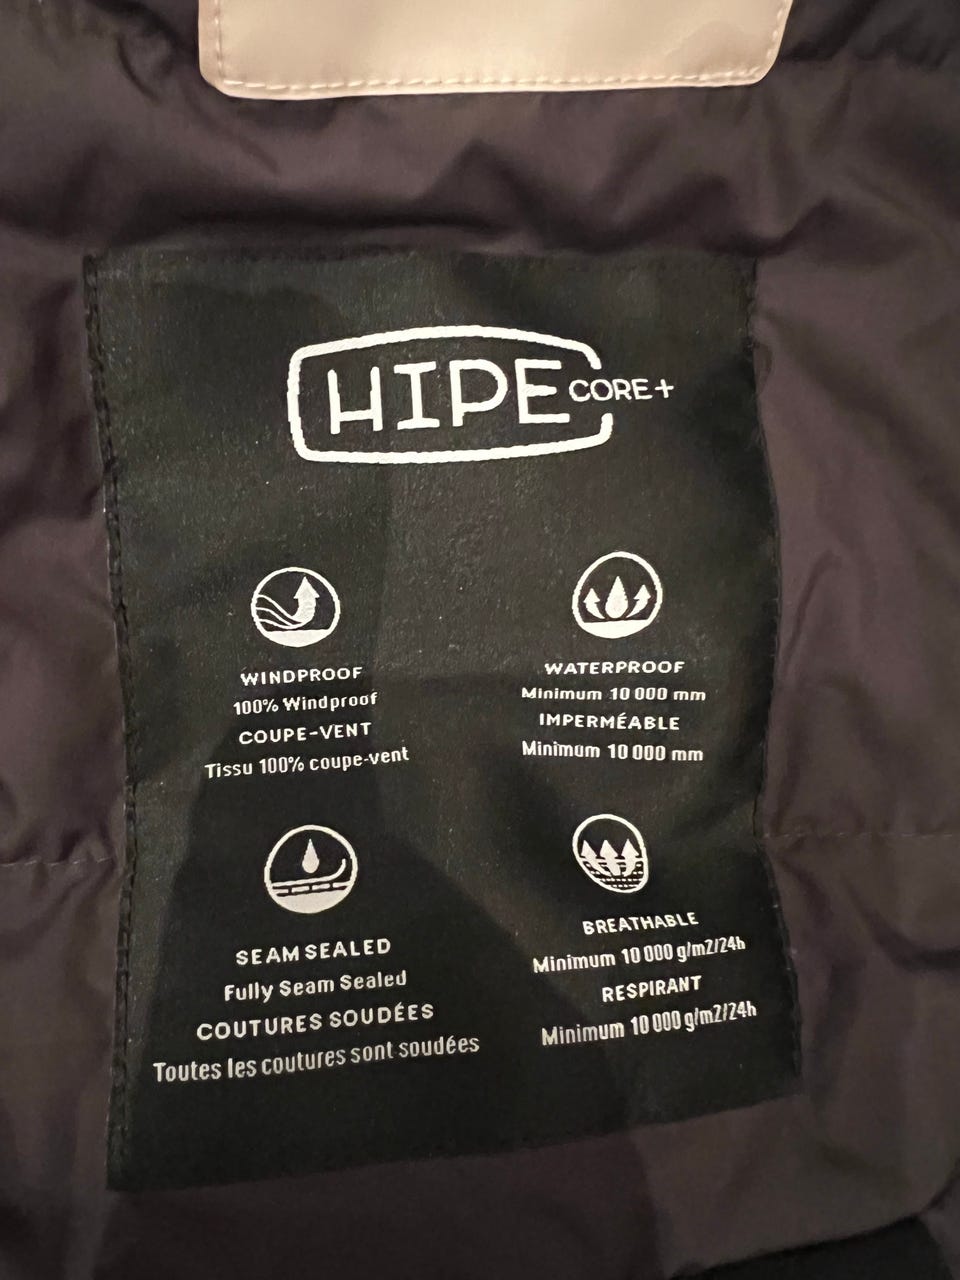 HIPE CORE+
WINDPROOF
100% Windproof
COUPE-VENT
Tissu 100% coupe-vent
WATERPROOF
Minimum 10 000 mm
IMPERMÉABLE
Minimum 10 000 mm
SEAM SEALED
Fully Seam Sealed
COUTURES SOUDÉES
Toutes les coutures sont soudées
BREATHABLE
Minimum 10 000 g/m2/24h
RESPIRANT
Minimum 10 000 g/m2/24h